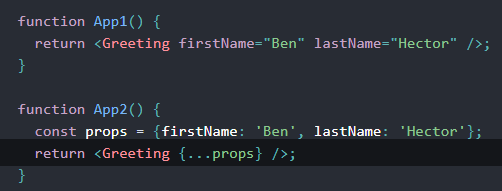 function App1() {
  return <Greeting firstName="Ben" lastName="Hector" />;
}

function App2() {
  const props = {firstName: 'Ben', lastName: 'Hector'};
  return <Greeting {...props} />;
}